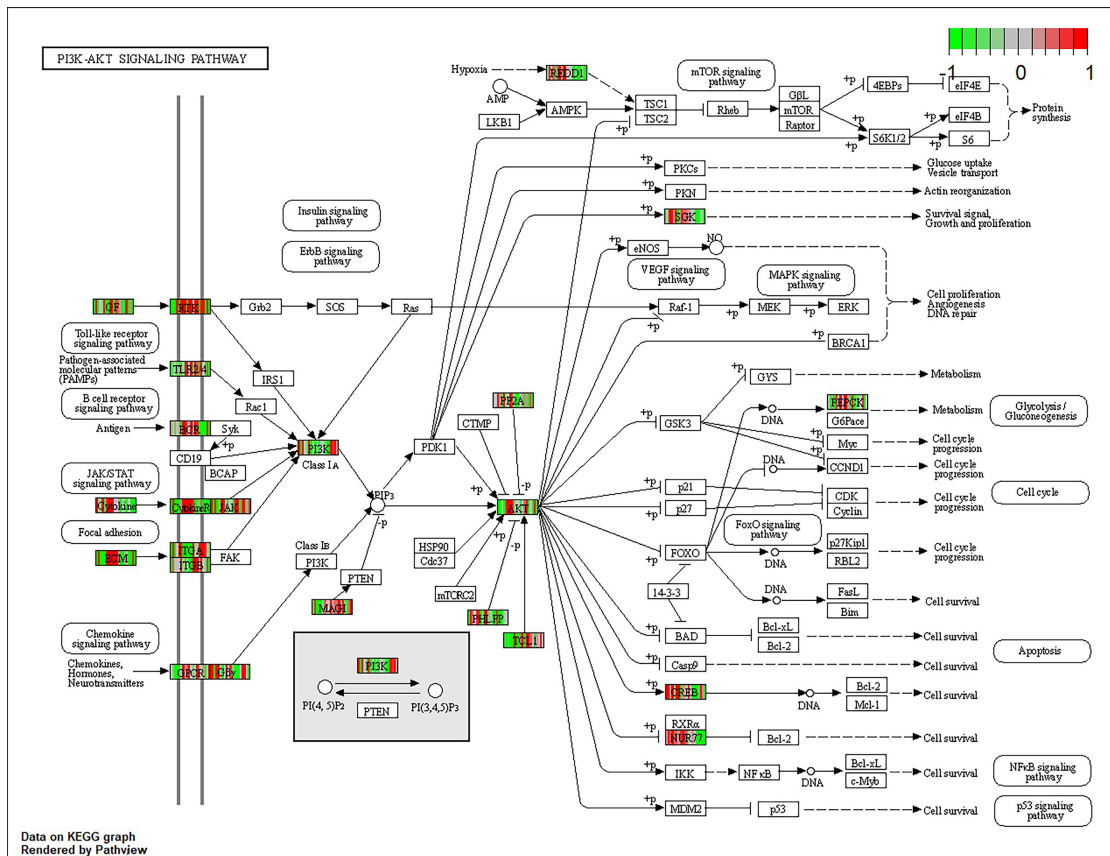 PI3K-AKT SIGNALING PATHWAY
-1 0 1
Hypoxia
REDD1
mTOR signaling
pathway
AMP
LKB1
AMPK
TSC1
TSC2
+p
Rheb
GβL
mTOR
Raptor
+p
4EBPs
eIF4E
+p
+p
S6K1/2
+p
eIF4B
+p
S6
Protein
synthesis
+p
PKCs
Glucose uptake
Vesicle transport
+p
PKN
Actin reorganization
+p
SGK
Survival signal,
Growth and proliferation
Insulin signaling
pathway
ErbB signaling
pathway
+p
eNOS
NO
VEGF signaling
pathway
MAPK signaling
pathway
GF
RTK
Grb2
SOS
Ras
Raf-1
+p
+p
MEK
+p
ERK
Cell proliferation
Angiogenesis
DNA repair
+p
BRCA1
Toll-like receptor
signaling pathway
Pathogen-associated
molecular patterns
(PAMPs)
TLR2/4
IRS1
Rac1
B cell receptor
signaling pathway
Antigen
BCR
Syk
+p
CD19
BCAP
PI3K
Class IA
PDK1
CTMP
PP2A
-p
+p
GYS
Metabolism
+p
GSK3
DNA
PEPCK
G6Pace
Metabolism
Glycolysis /
Gluconeogenesis
+p
Myc
Cell cycle
progression
+p
DNA
CCND1
Cell cycle
progression
JAK/STAT
signaling pathway
Cytokine
CytokineR
JAK
PIP3
-p
+p
AKT
+p
-p
+p
p21
+p
p27
CDK
Cyclin
Cell cycle
progression
Cell cycle
Focal adhesion
ECM
ITGA
ITGB
FAK
Class IB
PI3K
PTEN
MAGI
HSP90
Cdc37
mTORC2
PHLPP
TCL1
+p
FOXO
FoxO signaling
pathway
DNA
p27Kip1
RBL2
Cell cycle
progression
14-3-3
DNA
FasL
Bim
Cell survival
Chemokine
signaling pathway
Chemokines,
Hormones,
Neurotransmitters
GPCR
Gβγ
PI3K
PI(4, 5)P2
PI(3,4,5)P3
PTEN
+p
BAD
Bcl-xL
Bcl-2
Cell survival
Apoptosis
+p
Casp9
Cell survival
+p
CREB
DNA
Bcl-2
Mcl-1
Cell survival
+p
RXRα
NUR77
Bcl-2
Cell survival
+p
IKK
NFκB
DNA
Bcl-xL
c-Myb
Cell survival
NFκB signaling
pathway
+p
MDM2
p53
Cell survival
p53 signaling
pathway
Data on KEGG graph
Rendered by Pathview